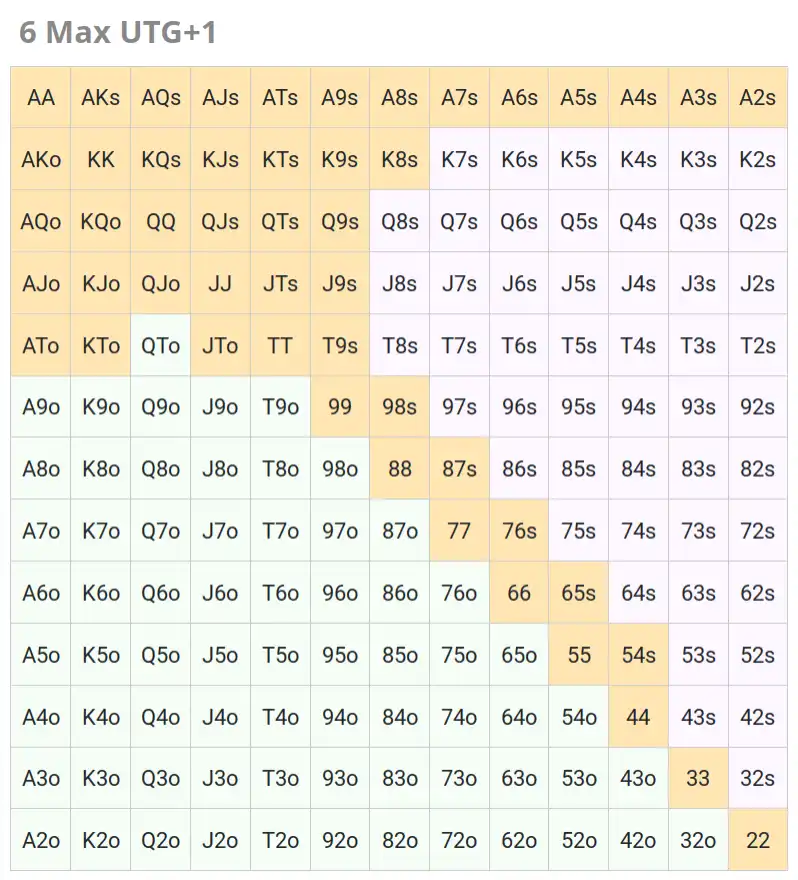 6 Max UTG+1
AA AKs AQs AJs ATs A9s A8s A7s A6s A5s A4s A3s A2s
AKo KK KQs KJs KTs K9s K8s K7s K6s K5s K4s K3s K2s
AQo KQo QQ QJs QTs Q9s Q8s Q7s Q6s Q5s Q4s Q3s Q2s
AJo KJo QJo JJ JTs J9s J8s J7s J6s J5s J4s J3s J2s
ATo KTo QTo JTo TT T9s T8s T7s T6s T5s T4s T3s T2s
A9o K9o Q9o J9o T9o 99 98s 97s 96s 95s 94s 93s 92s
A8o K8o Q8o J8o T8o 98o 88 87s 86s 85s 84s 83s 82s
A7o K7o Q7o J7o T7o 97o 87o 77 76s 75s 74s 73s 72s
A6o K6o Q6o J6o T6o 96o 86o 76o 66 65s 64s 63s 62s
A5o K5o Q5o J5o T5o 95o 85o 75o 65o 55 54s 53s 52s
A4o K4o Q4o J4o T4o 94o 84o 74o 64o 54o 44 43s 42s
A3o K3o Q3o J3o T3o 93o 83o 73o 63o 53o 43o 33 32s
A2o K2o Q2o J2o T2o 92o 82o 72o 62o 52o 42o 32o 22